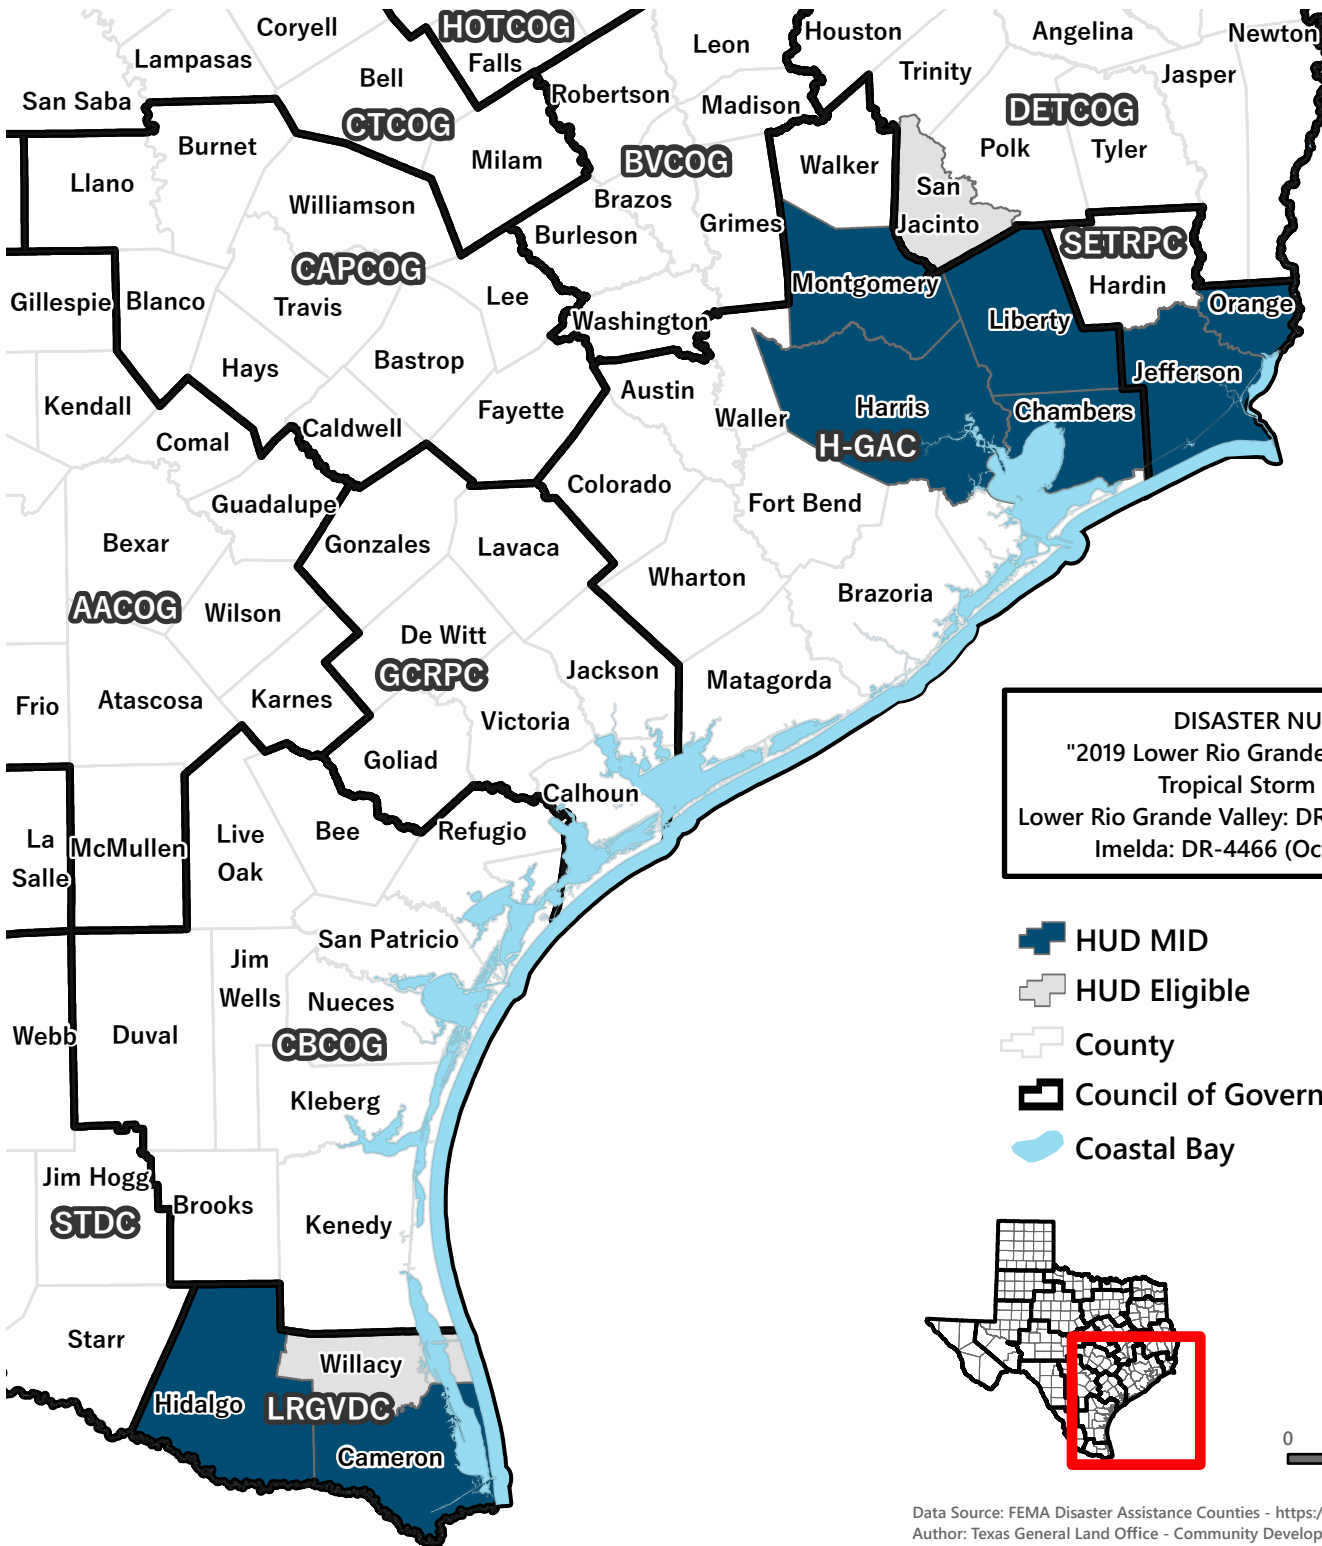 Coryell
HOTCOG
Leon
Houston
Angelina
Newton
Lampasas
Bell
Falls
Robertson
Trinity
Jasper
San Saba
CTCOG
Madison
DETCOG
Burnet
Milam
BVCOG
Walker
Polk
Tyler
Llano
Williamson
Brazos
San
Jacinto
Burleson
Grimes
SETRPC
CAPCOG
Montgomery
Hardin
Gillespie
Blanco
Travis
Lee
Washington
Liberty
Orange
Hays
Bastrop
Austin
Jefferson
Kendall
Caldwell
Fayette
Waller
Harris
Chambers
Comal
H-GAC
Guadalupe
Colorado
Fort Bend
Bexar
Gonzales
Lavaca
Wharton
Brazoria
AACOG
Wilson
De Witt
GCRPC
Jackson
Matagorda
Frio
Atascosa
Karnes
Victoria
Goliad
Calhoun
La
Salle
McMullen
Live
Oak
Bee
Refugio
San Patricio
Jim
Wells
Nueces
Webb
Duval
CBCOG
Kleberg
Jim Hogg
Brooks
STDC
Kenedy
Starr
Willacy
Hidalgo
LRGVDC
Cameron
DISASTER NU
"2019 Lower Rio Grande
Tropical Storm
Lower Rio Grande Valley: DR
Imelda: DR-4466 (Oc
HUD MID
HUD Eligible
County
Council of Govern
Coastal Bay
0
Data Source: FEMA Disaster Assistance Counties - https:/
Author: Texas General Land Office - Community Develop